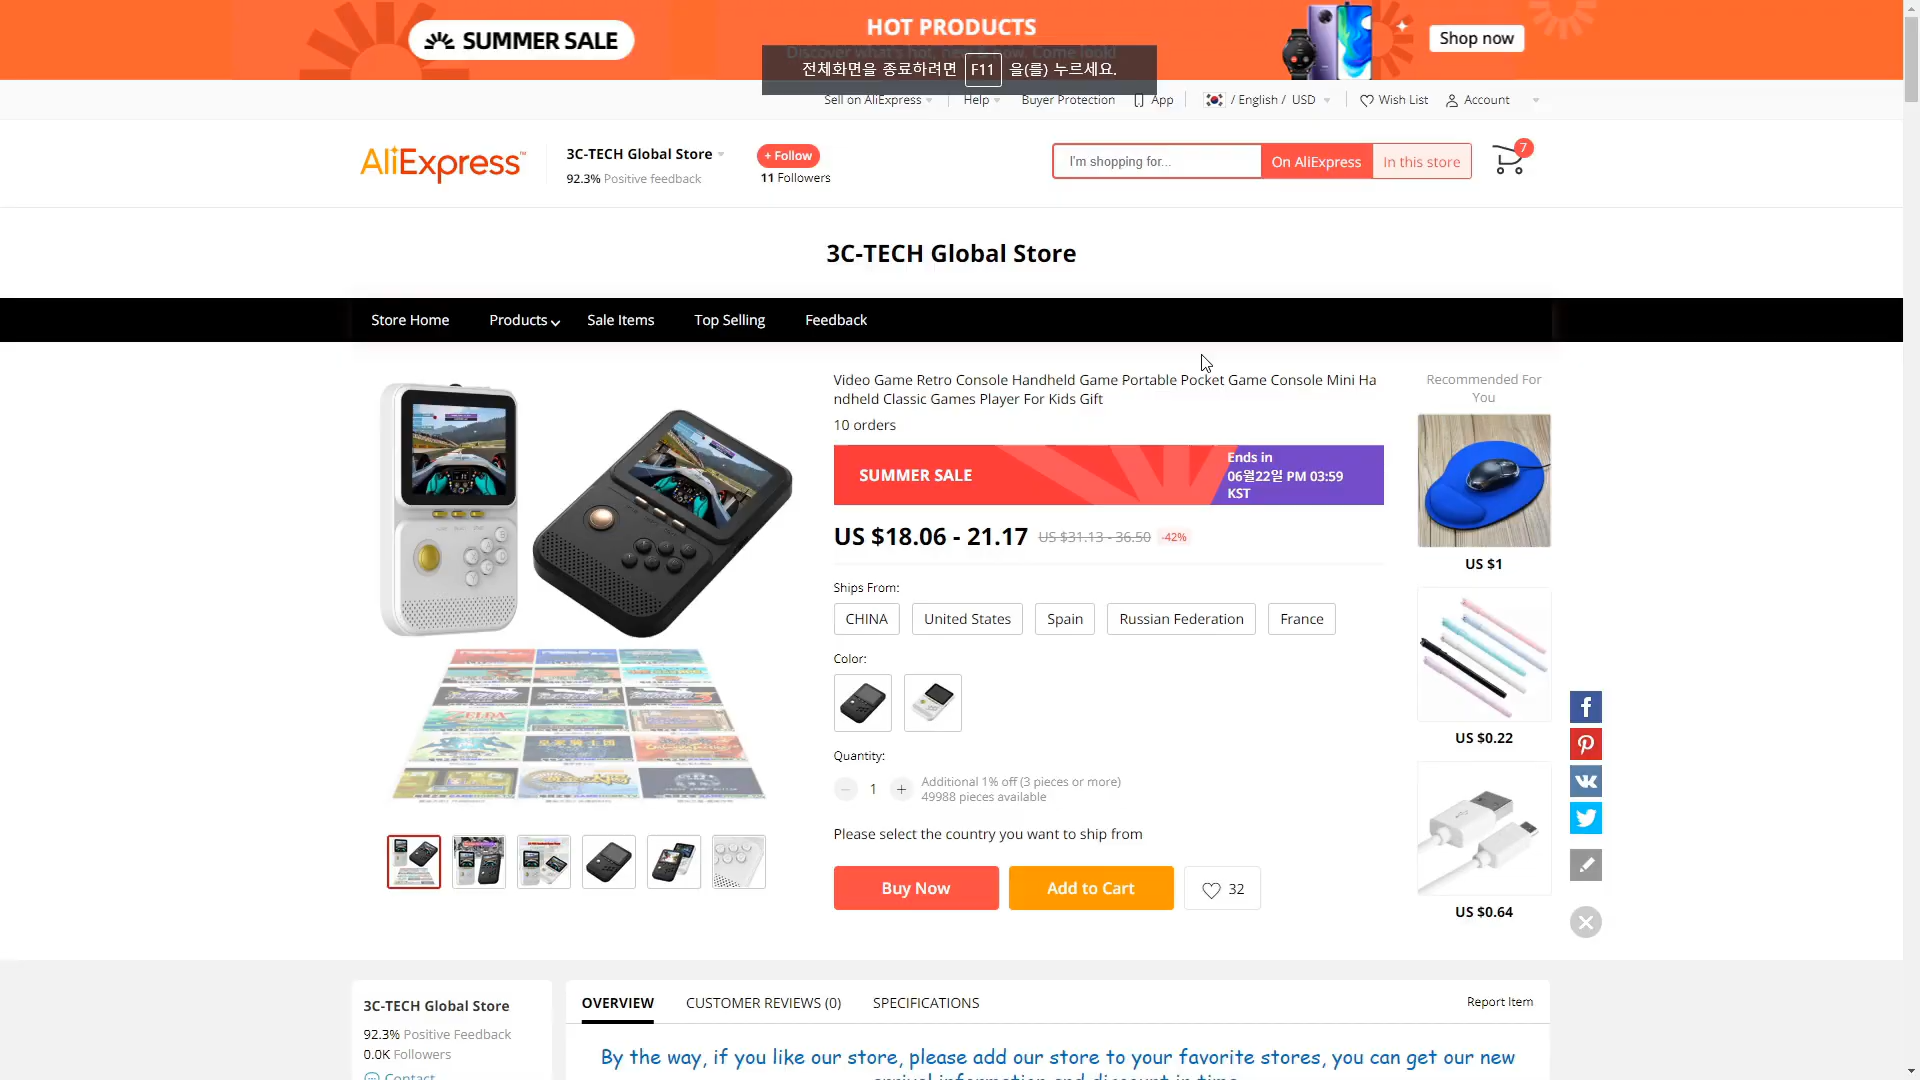 SUMMER SALE
HOT PRODUCTS
Shop now
전체화면을 종료하려면 F11 을(를) 누르세요.
Sell on AliExpress
Help
Buyer Protection
App
/ English / USD
Wish List
Account
AliExpress™
3C-TECH Global Store
92.3% Positive feedback
+ Follow
11 Followers
I'm shopping for...
On AliExpress
In this store
7
3C-TECH Global Store
Store Home
Products
Sale Items
Top Selling
Feedback
Video Game Retro Console Handheld Game Portable Pocket Game Console Mini Ha
ndheld Classic Games Player For Kids Gift
10 orders
SUMMER SALE
Ends in
06월22일 PM 03:59
KST
US $18.06 - 21.17 US $31.13 - 36.50 -42%
Ships From:
CHINA
United States
Spain
Russian Federation
France
Color:
Quantity:
1
Additional 1% off (3 pieces or more)
49988 pieces available
Please select the country you want to ship from
Buy Now
Add to Cart
32
Recommended For
You
US $1
US $0.22
US $0.64
3C-TECH Global Store
92.3% Positive Feedback
0.0K Followers
Contact
OVERVIEW
CUSTOMER REVIEWS (0)
SPECIFICATIONS
Report Item
By the way, if you like our store, please add our store to your favorite stores, you can get our new
arrival information and discount in time.